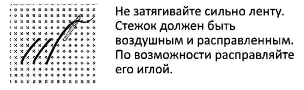 Не затягивайте сильно ленту.
Стежок должен быть
воздушным и расправленным.
По возможности расправляйте
его иглой.